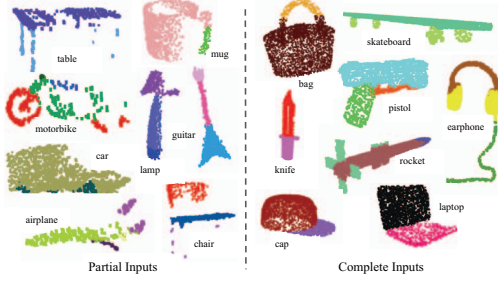 table
mug
motorbike
guitar
lamp
car
airplane
chair
Partial Inputs
bag
skateboard
pistol
earphone
knife
rocket
cap
laptop
Complete Inputs